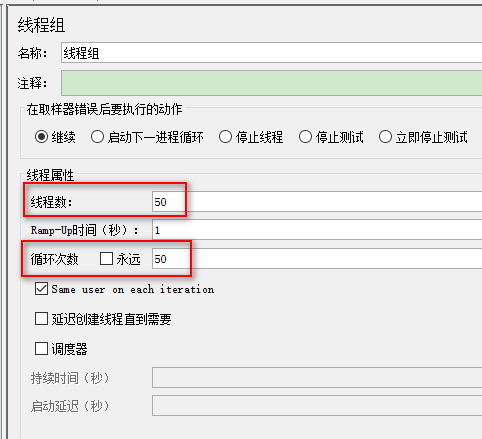 线程组
名称： 线程组
注释：
在取样器错误后要执行的动作
继续 启动下一进程循环 停止线程 停止测试 立即停止测试
线程属性
线程数： 50
Ramp-Up时间（秒）： 1
循环次数 永远 50
Same user on each iteration
延迟创建线程直到需要
调度器
持续时间（秒）
启动延迟（秒）